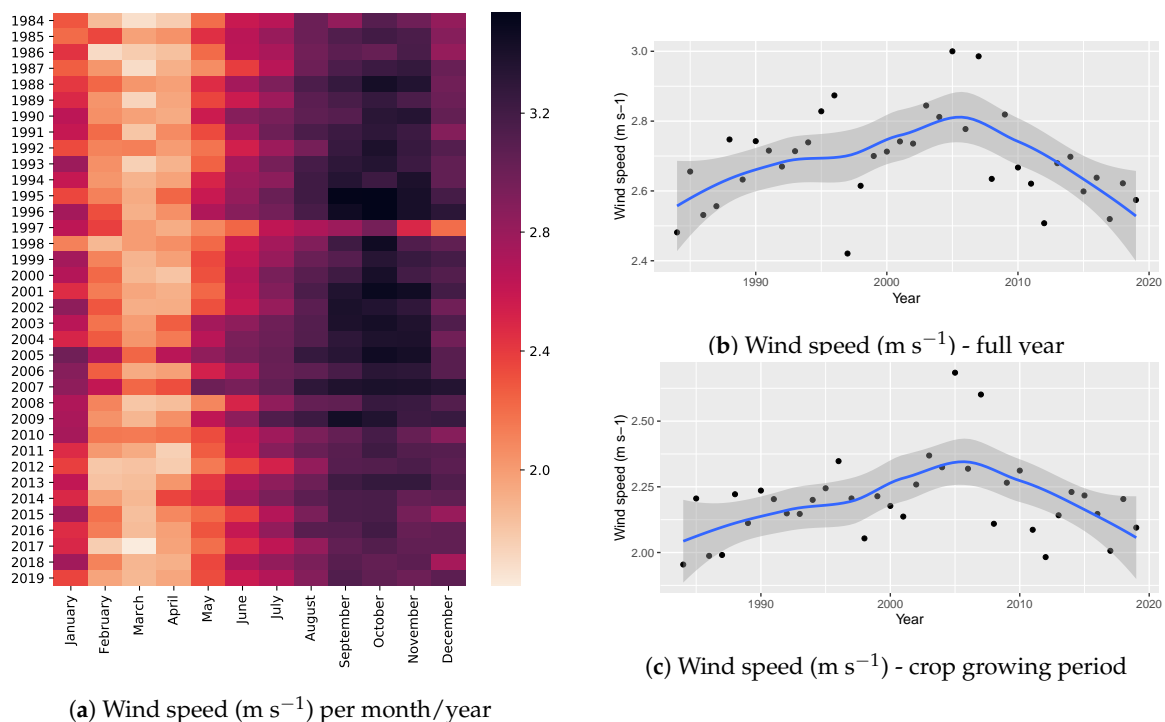 1984
1985
1986
1987
1988
1989
1990
1991
1992
1993
1994
1995
1996
1997
1998
1999
2000
2001
2002
2003
2004
2005
2006
2007
2008
2009
2010
2011
2012
2013
2014
2015
2016
2017
2018
2019
January
February
March
April
May
June
July
August
September
October
November
December
3.2
2.8
2.4
2.0
(a) Wind speed (m s−1) per month/year
Wind speed (m s−1)
3.0
2.8
2.6
2.4
1990
2000
2010
2020
Year
(b) Wind speed (m s−1) - full year
Wind speed (m s−1)
2.50
2.25
2.00
1990
2000
2010
2020
Year
(c) Wind speed (m s−1) - crop growing period